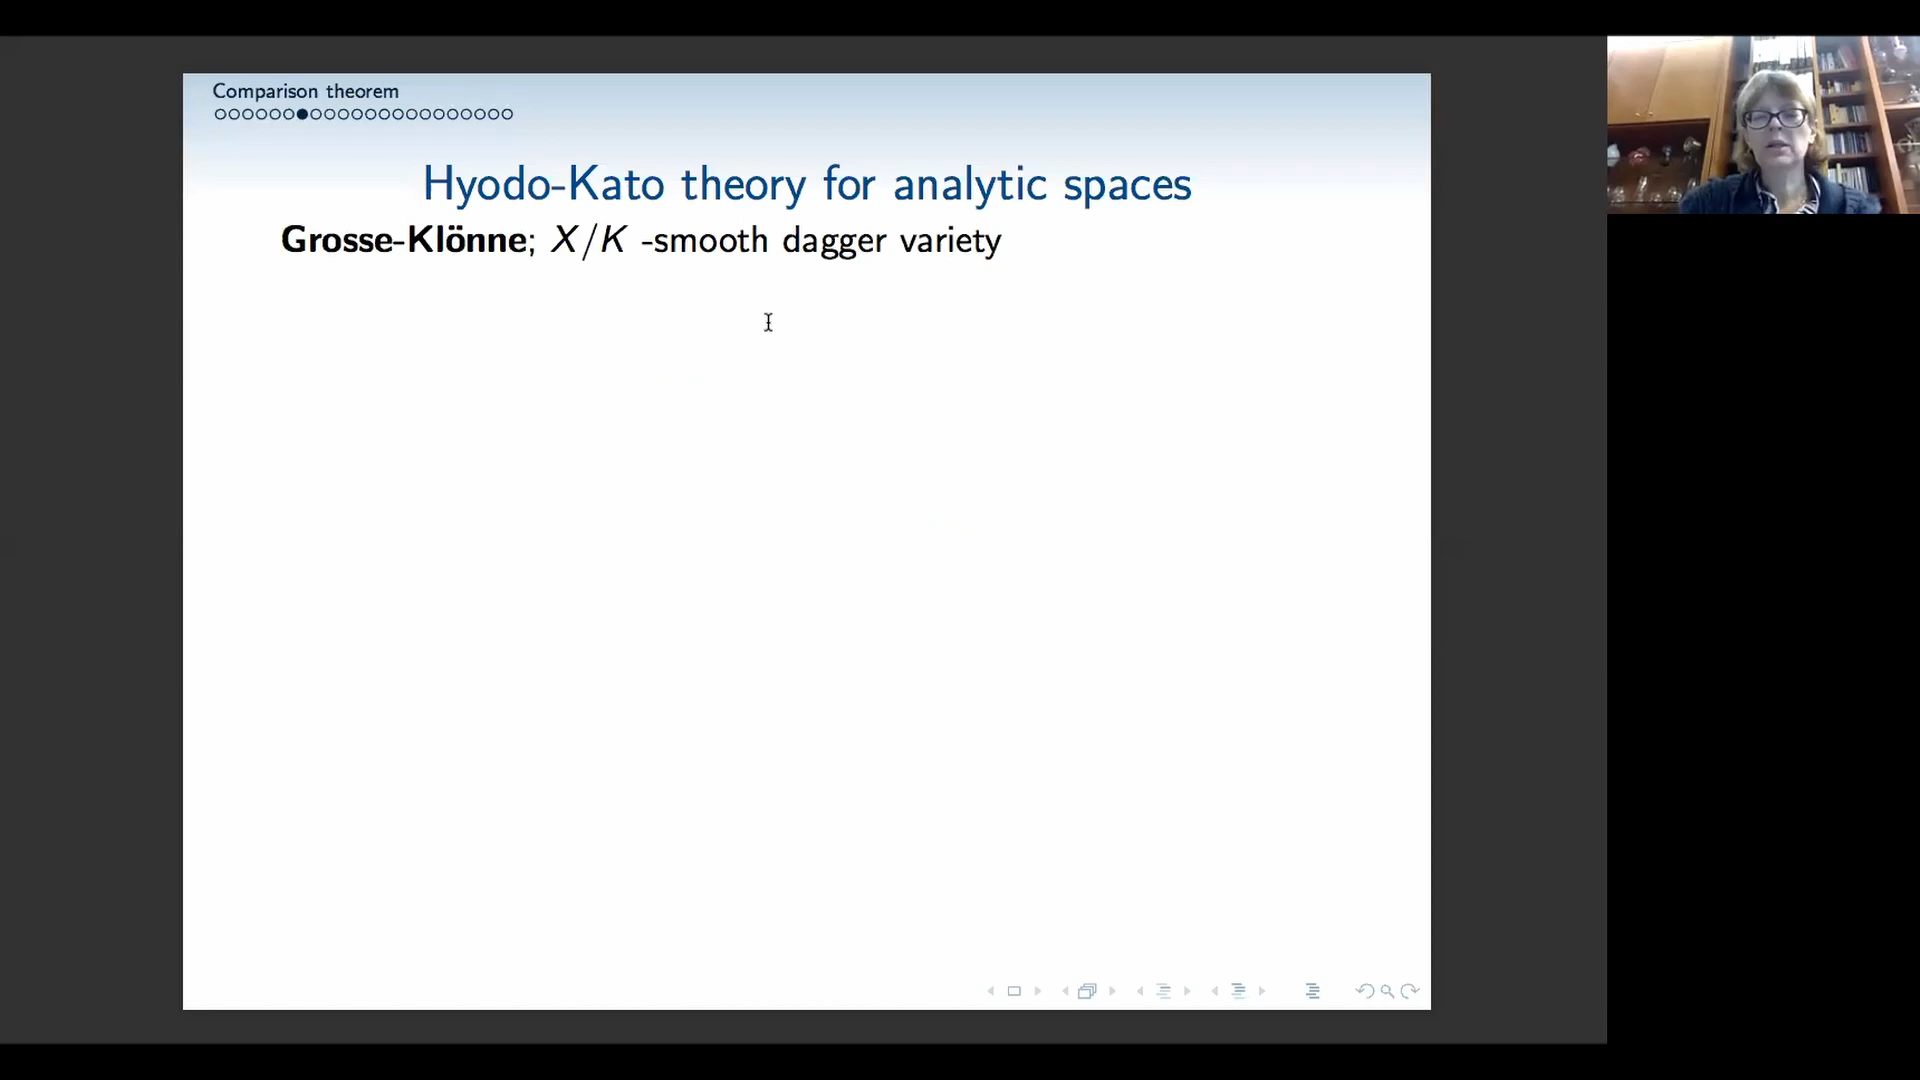 Comparison theorem
Hyodo-Kato theory for analytic spaces
Grosse-Klönne; X/K -smooth dagger variety